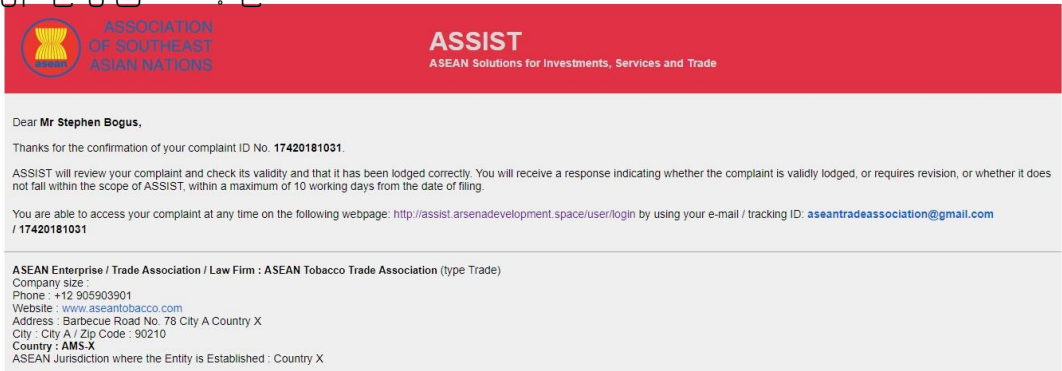 ASSOCIATION
OF SOUTHEAST
ASIAN NATIONS
asean
ASSIST
ASEAN Solutions for Investments, Services and Trade
Dear Mr Stephen Bogus,
Thanks for the confirmation of your complaint ID No. 17420181031.
ASSIST will review your complaint and check its validity and that it has been lodged correctly. You will receive a response indicating whether the complaint is validly lodged, or requires revision, or whether it does
not fall within the scope of ASSIST, within a maximum of 10 working days from the date of filing.
You are able to access your complaint at any time on the following webpage: http://assist.arsenadevelopment.space/user/login by using your e-mail / tracking ID: aseantradeassociation@gmail.com
/ 17420181031
ASEAN Enterprise / Trade Association / Law Firm : ASEAN Tobacco Trade Association (type Trade)
Company size :
Phone : +12 905903901
Website : www.aseantobacco.com
Address : Barbecue Road No. 78 City A Country X
City : City A / Zip Code : 90210
Country : AMS-X
ASEAN Jurisdiction where the Entity is Established : Country X